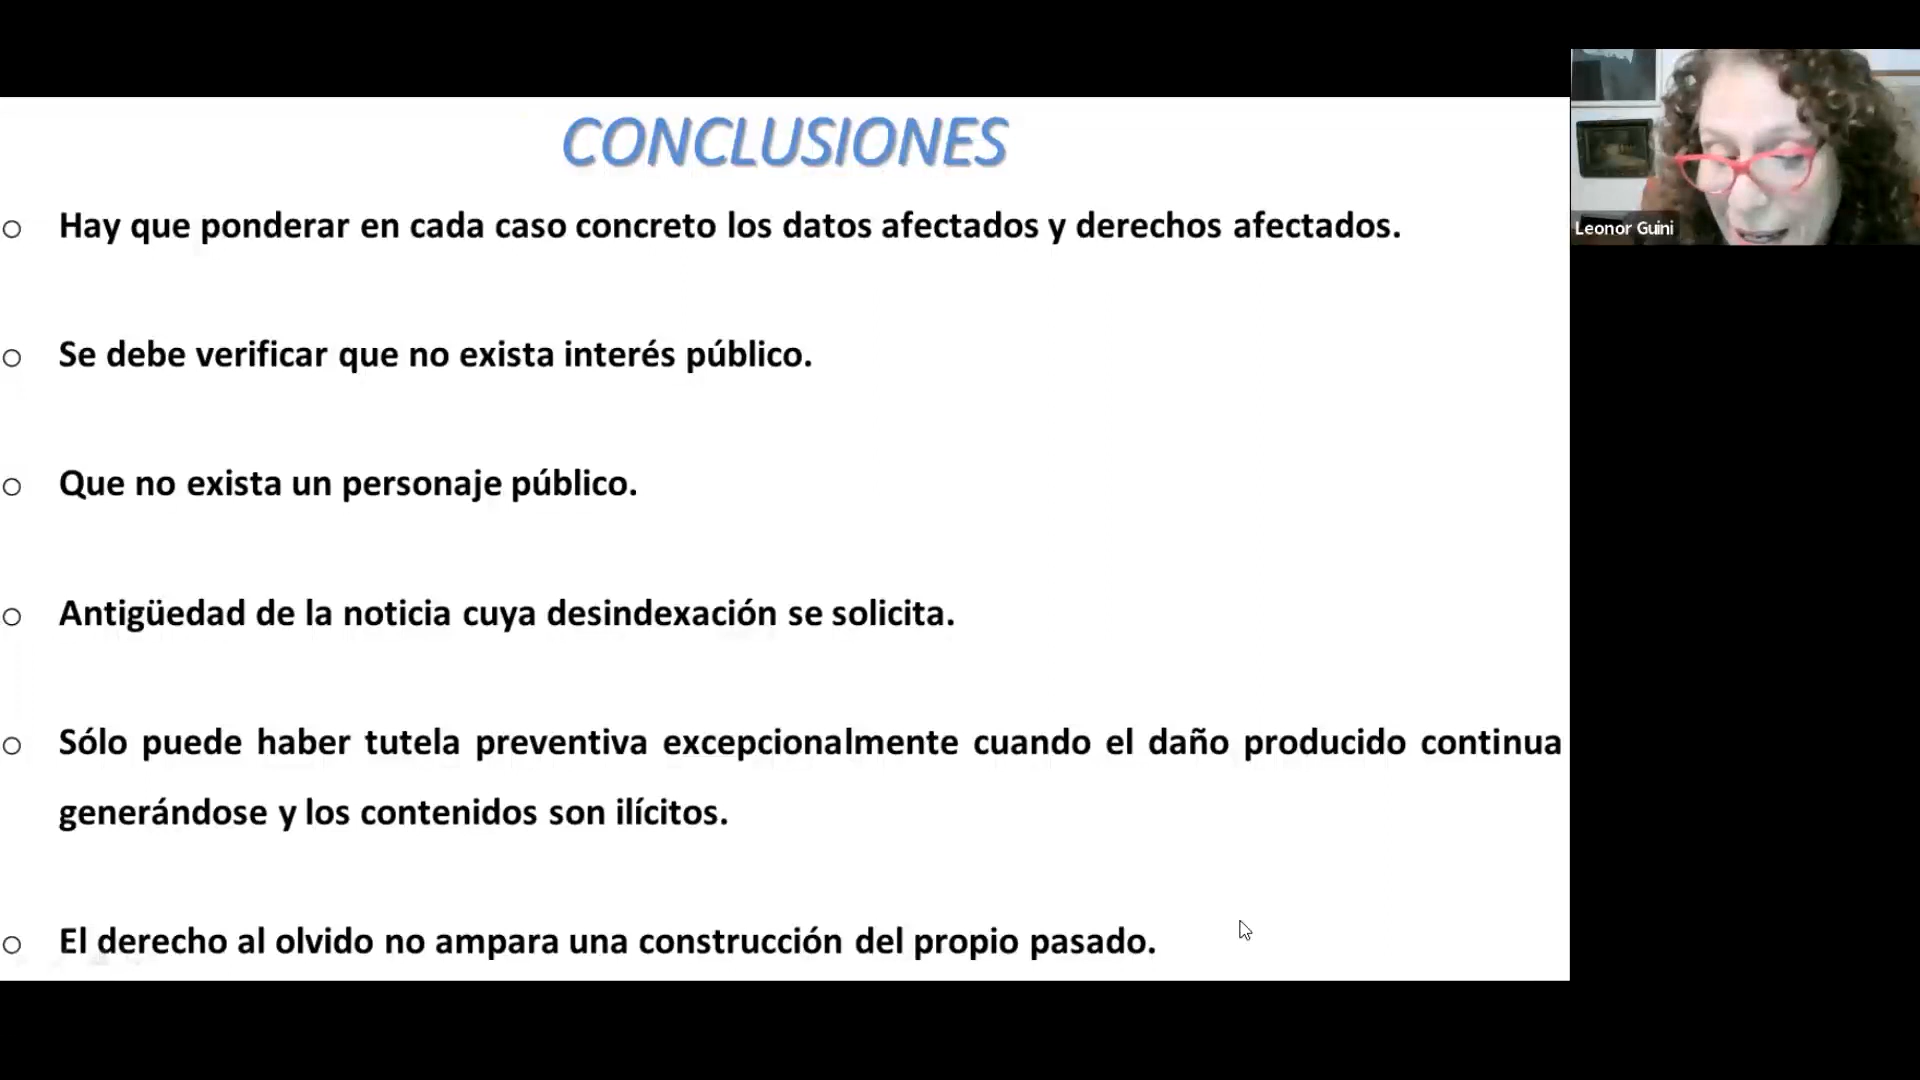 CONCLUSIONES
Hay que ponderar en cada caso concreto los datos afectados y derechos afectados.
Se debe verificar que no exista interés público.
Que no exista un personaje público.
Antigüedad de la noticia cuya desindexación se solicita.
Sólo puede haber tutela preventiva excepcionalmente cuando el daño producido continua
generándose y los contenidos son ilícitos.
El derecho al olvido no ampara una construcción del propio pasado.
Leonor Guini